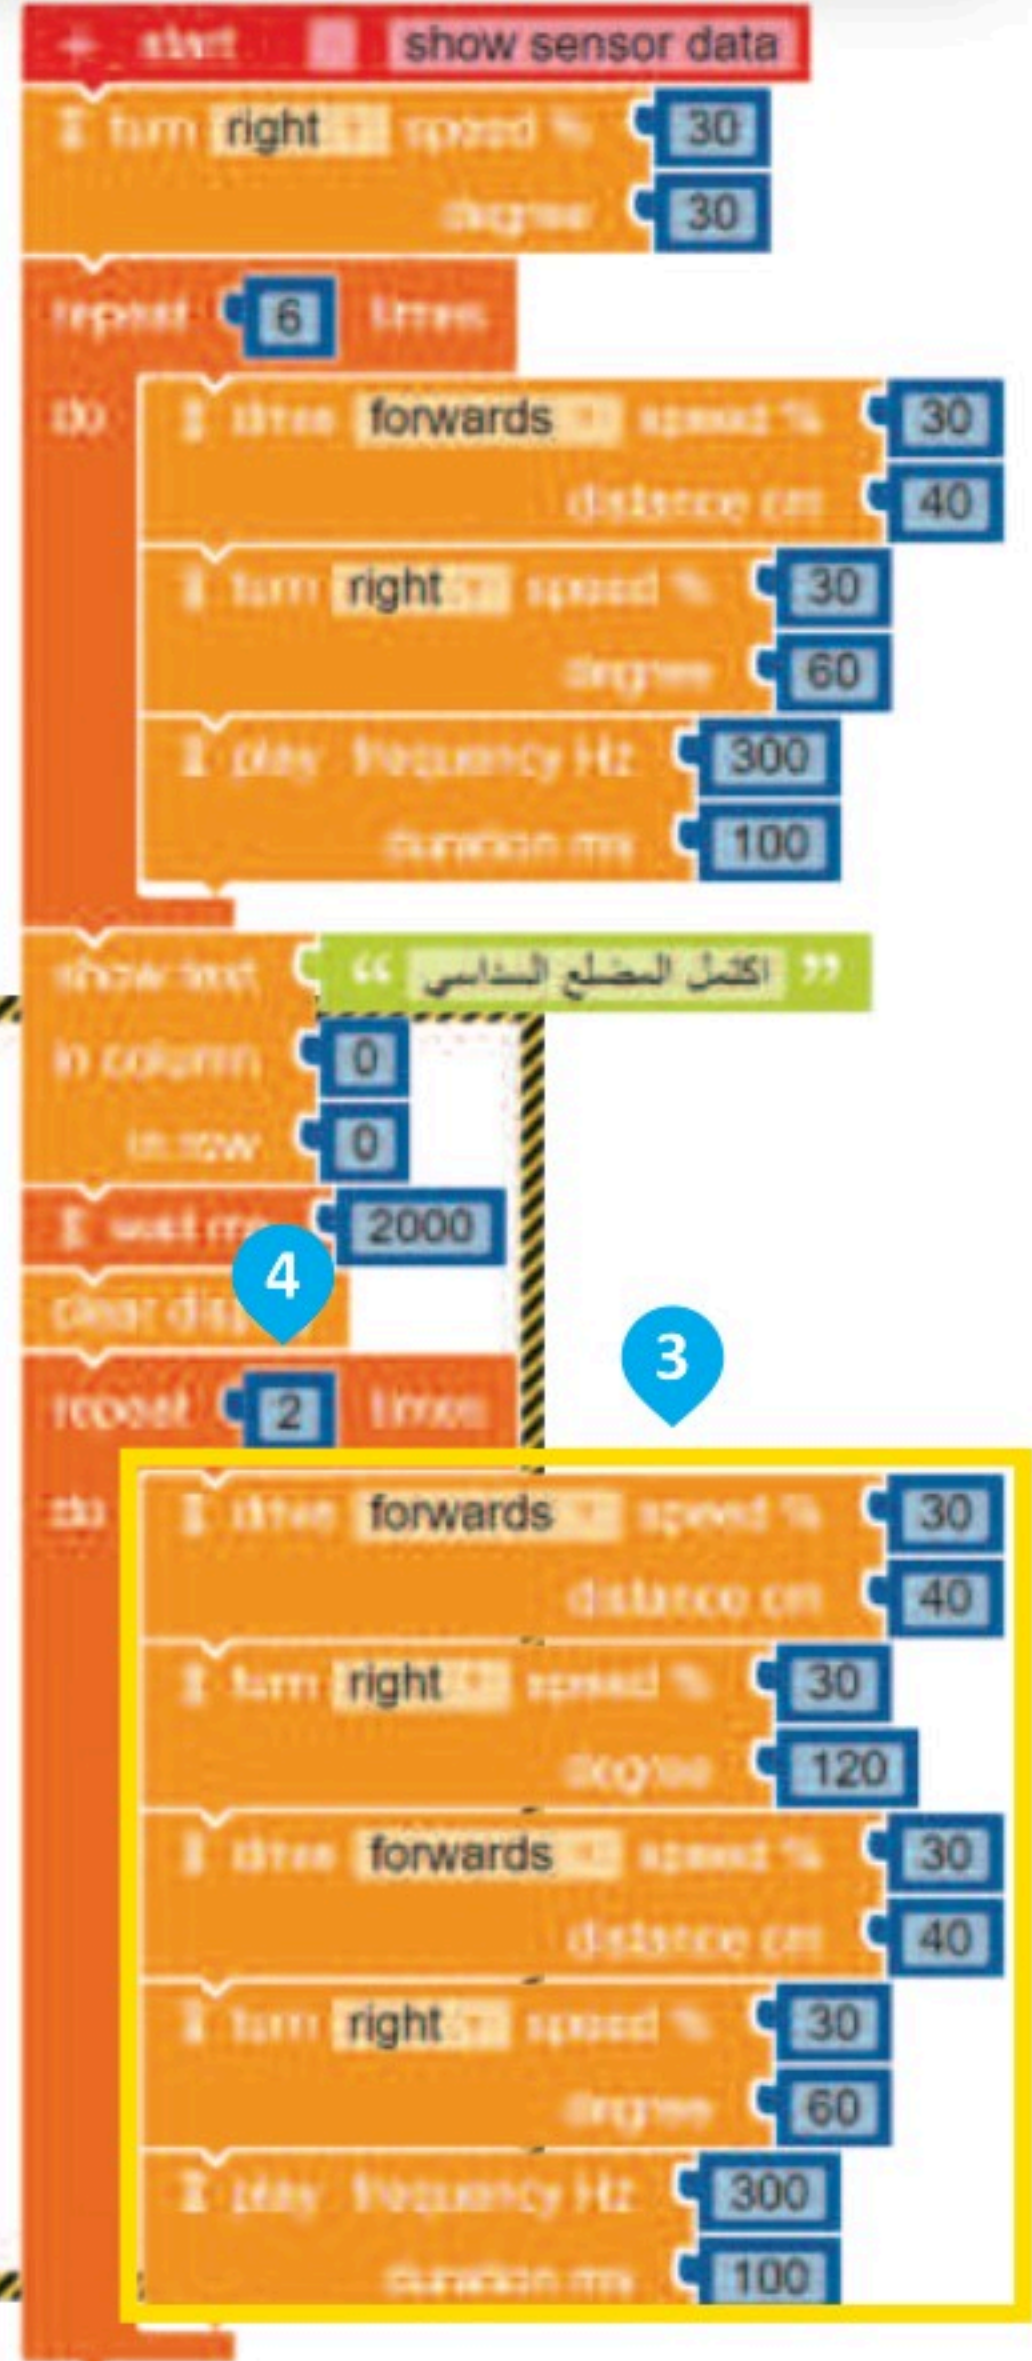 + start show sensor data
turn right speed % 30
degree 30
repeat 6 times
do drive forwards speed % 30
distance cm 40
turn right speed % 30
degree 60
play frequency Hz 300
duration ms 100
show text “ اكتمل المضلع السداسي ”
in column 0
in row 0
wait ms 2000
4
clear
3
repeat 2 times
do drive forwards speed % 30
distance cm 40
turn right speed % 30
degree 120
drive forwards speed % 30
distance cm 40
turn right speed % 30
degree 60
play frequency Hz 300
duration ms 100